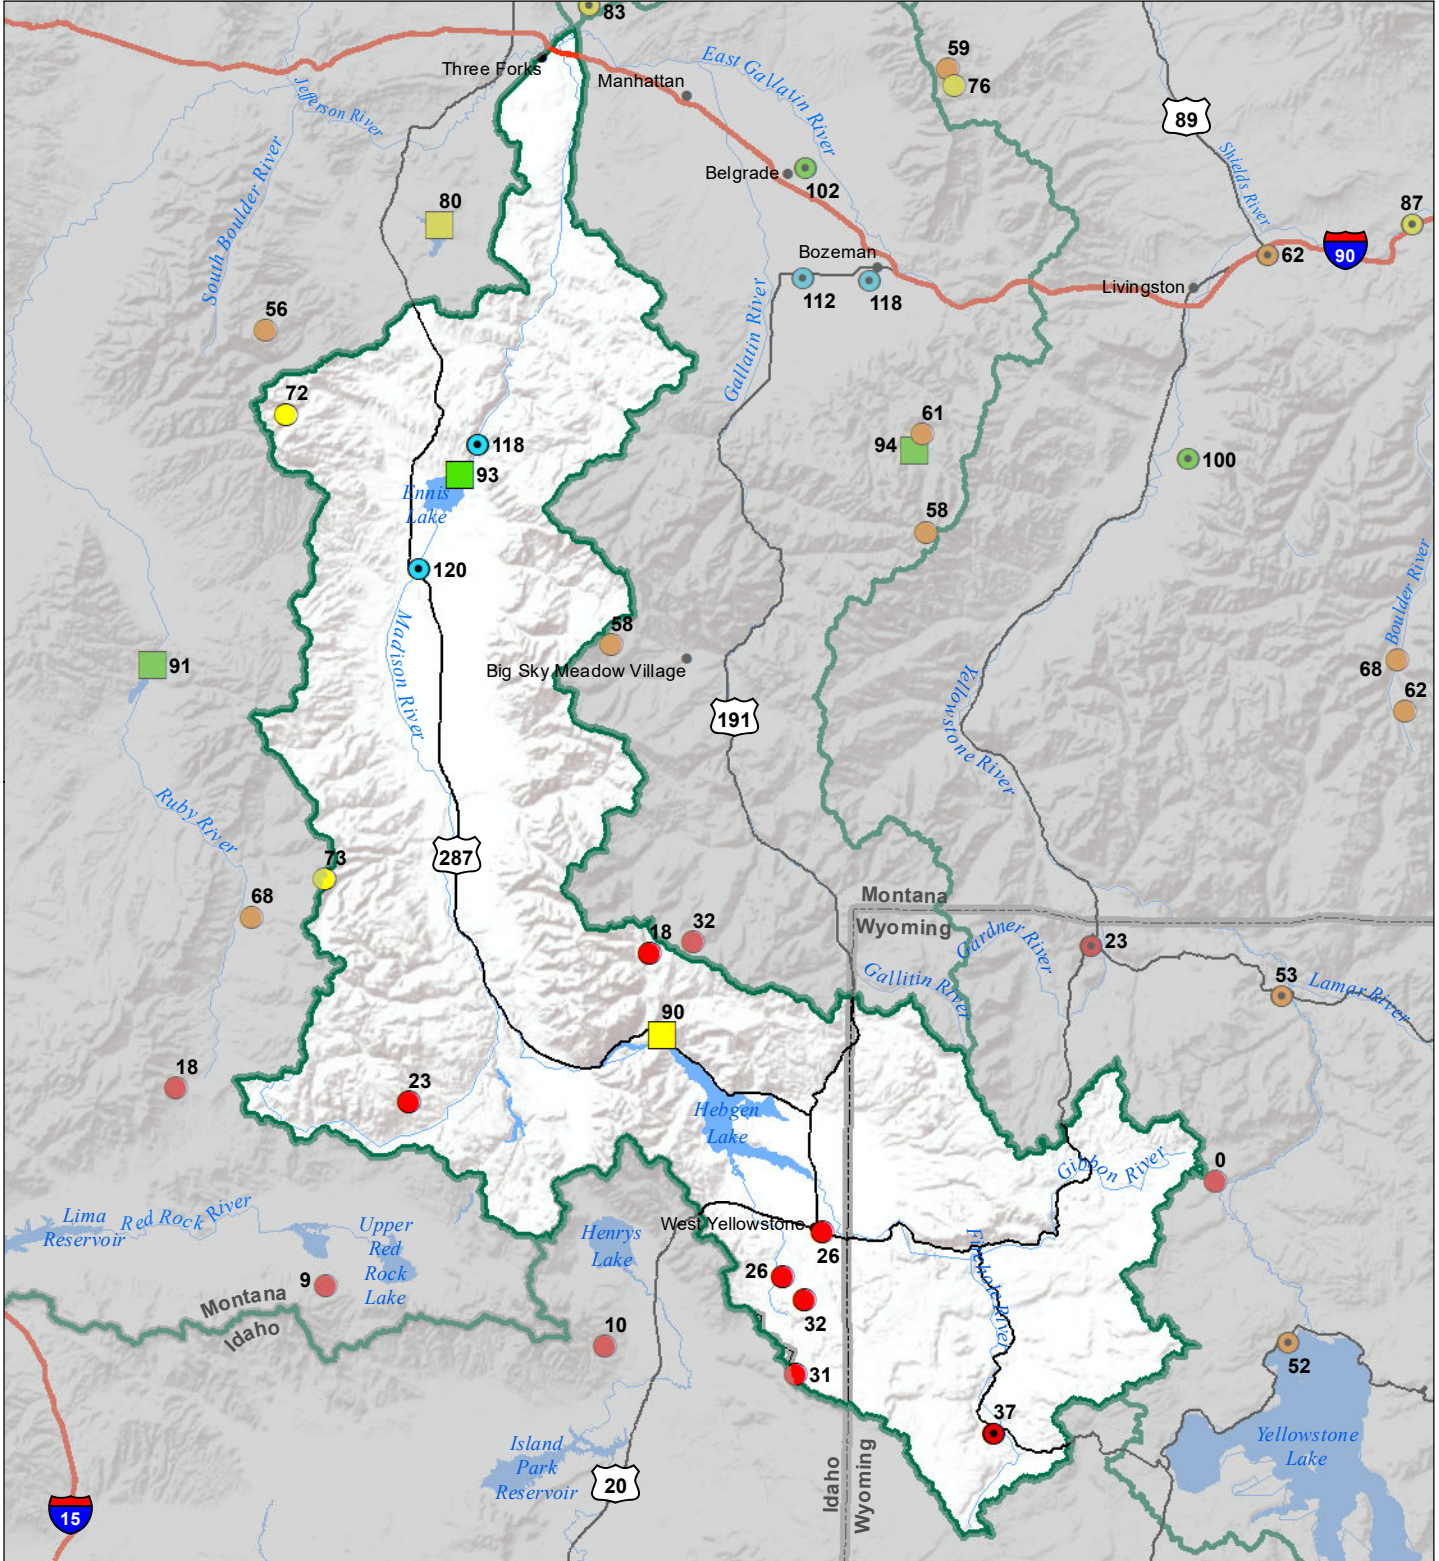 83
Three Forks
Manhattan
East Gallatin River
59
76
89
Jefferson River
South Boulder River
Shields River
Belgrade
102
80
87
90
62
Bozeman
112
118
Livingston
Gallatin River
56
72
61
94
118
93
100
Ennis
Lake
58
120
Boulder River
58
Big Sky Meadow Village
91
68
62
Madison River
191
Yellowstone River
Ruby River
287
73
68
Montana
Wyoming
18
32
Gardner River
23
Gallitin River
53
Lamar River
90
18
23
Hebgen
Lake
Gibbon River
0
Lima
Reservoir
Red Rock River
Upper
Red
Rock
Lake
Henrys
Lake
West Yellowstone
26
Firehole River
26
32
9
Montana
Idaho
10
31
52
37
Yellowstone
Lake
Island
Park
Reservoir
20
Idaho
Wyoming
15